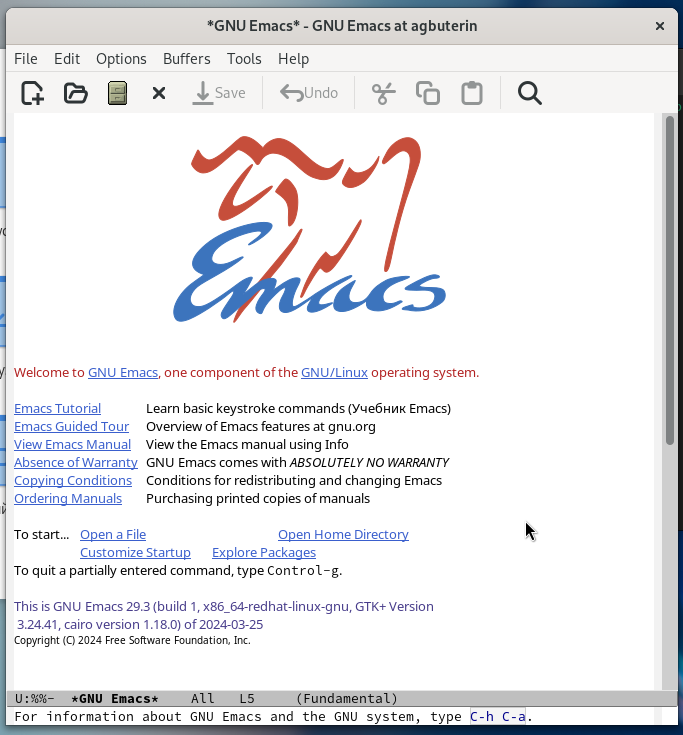 *GNU Emacs* - GNU Emacs at agbuterin
File Edit Options Buffers Tools Help
Save Undo
Emacs
Welcome to GNU Emacs, one component of the GNU/Linux operating system.
Emacs Tutorial Learn basic keystroke commands (Учебник Emacs)
Emacs Guided Tour Overview of Emacs features at gnu.org
View Emacs Manual View the Emacs manual using Info
Absence of Warranty GNU Emacs comes with ABSOLUTELY NO WARRANTY
Copying Conditions Conditions for redistributing and changing Emacs
Ordering Manuals Purchasing printed copies of manuals
To start... Open a File Open Home Directory
Customize Startup Explore Packages
To quit a partially entered command, type Control-g.
This is GNU Emacs 29.3 (build 1, x86_64-redhat-linux-gnu, GTK+ Version
3.24.41, cairo version 1.18.0) of 2024-03-25
Copyright (C) 2024 Free Software Foundation, Inc.
U:%%- *GNU Emacs* All L5 (Fundamental)
For information about GNU Emacs and the GNU system, type C-h C-a.